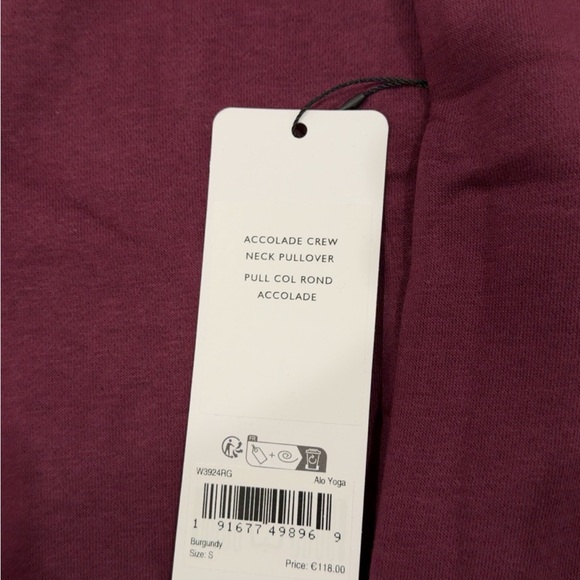 ACCOLADE CREW
NECK PULLOVER
PULL COL ROND
ACCOLADE
FR
W3924RG
Alo Yoga
1 91677 49896 9
Burgundy
Size: S
Price: €118.00